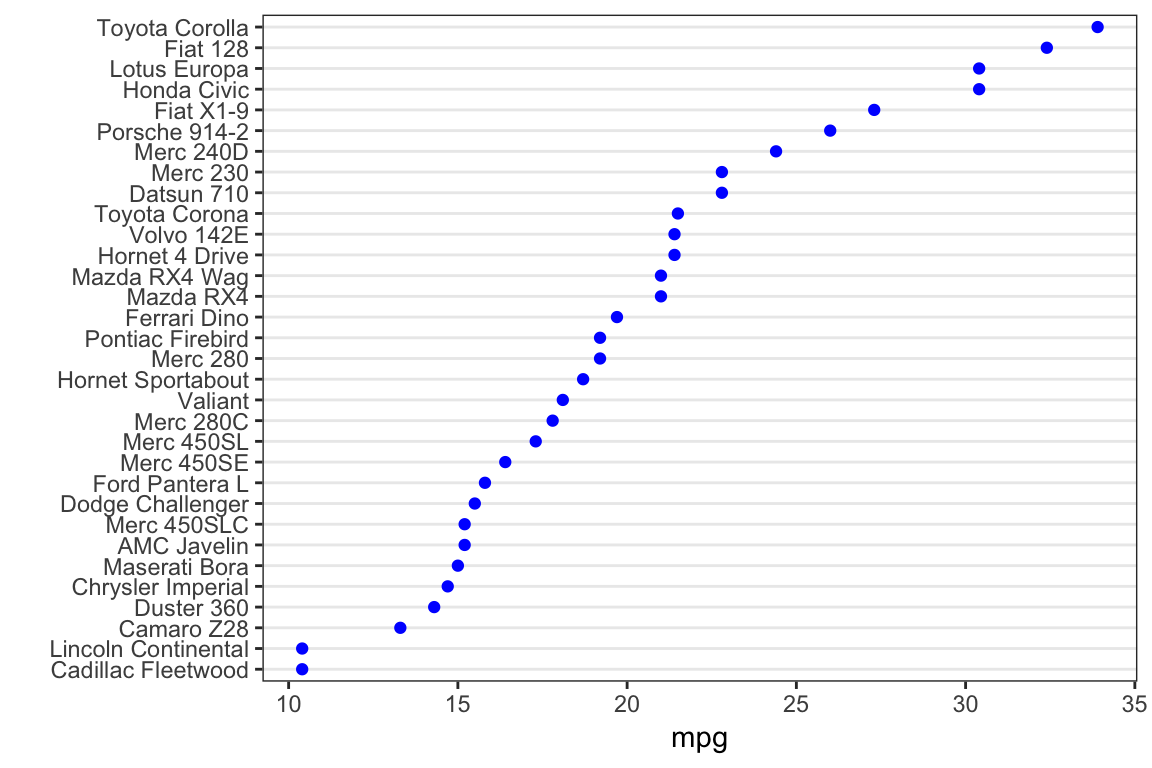 Toyota Corolla
Fiat 128
Lotus Europa
Honda Civic
Fiat X1-9
Porsche 914-2
Merc 240D
Merc 230
Datsun 710
Toyota Corona
Volvo 142E
Hornet 4 Drive
Mazda RX4 Wag
Mazda RX4
Ferrari Dino
Pontiac Firebird
Merc 280
Hornet Sportabout
Valiant
Merc 280C
Merc 450SL
Merc 450SE
Ford Pantera L
Dodge Challenger
Merc 450SLC
AMC Javelin
Maserati Bora
Chrysler Imperial
Duster 360
Camaro Z28
Lincoln Continental
Cadillac Fleetwood
10 15 20 25 30 35
mpg